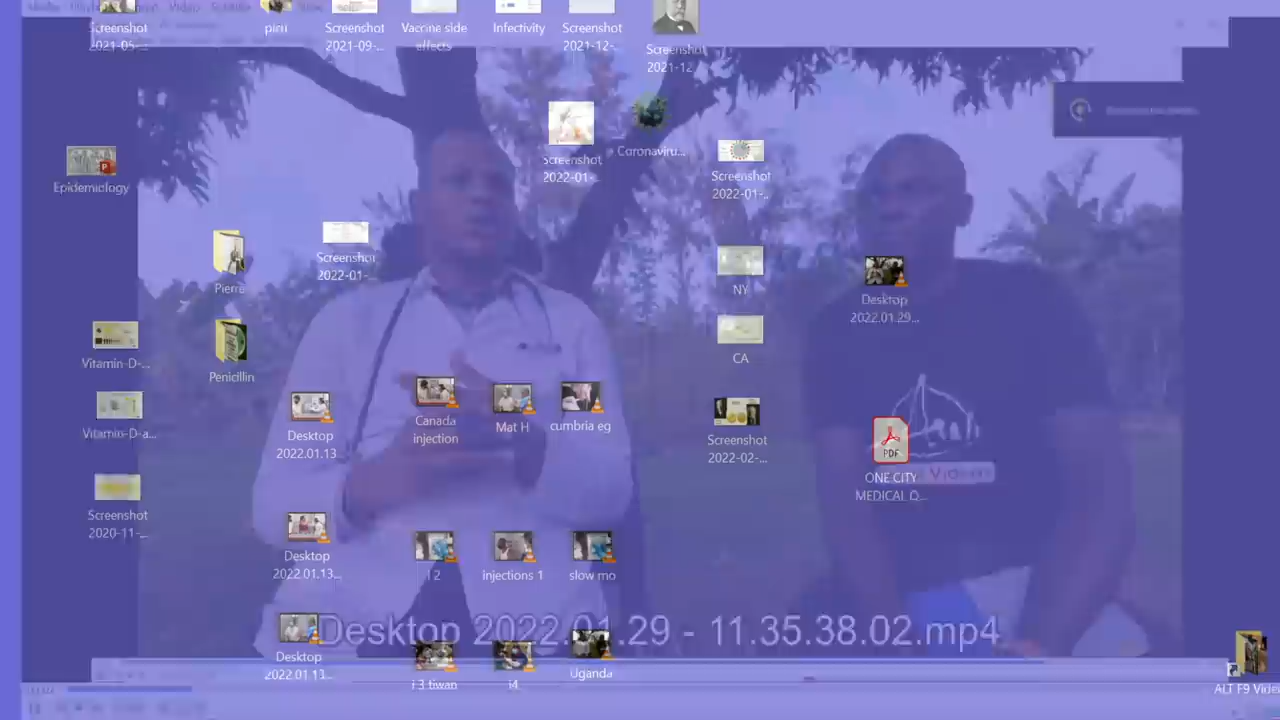 Screenshot
2021-05-...
pirri
Screenshot
2021-09-...
Vaccine side
effects
Infectivity
Screenshot
2021-12-
Screenshot
2021-12
Epidemiology
Screenshot
2022-01-
Coronaviru...
Screenshot
2022-01-..
Screenshot
2022-01-
Pierre
NY
Desktop
2022.01.29...
Vitamin-D-...
Penicillin
CA
Vitamin-D-a...
Desktop
2022.01.13
Canada
injection
Mat H
cumbria eg
Screenshot
2022-02-...
PDF
ONE CITY
MEDICAL Q...
Screenshot
2020-11-...
Desktop
2022.01.13...
injections 1
slow mo
Desktop 2022.01.29 - 11.35.38.02.mp4
Desktop
2022.01.13...
i 3 tiwan
i4
Uganda
ALT F9 Vide